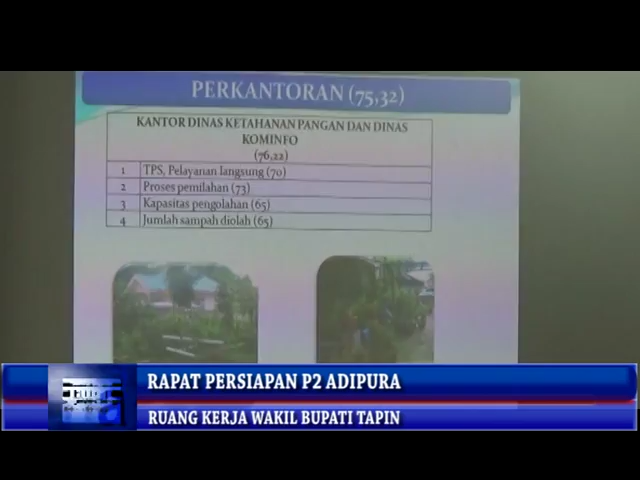 PERKANTORAN (75,32)
KANTOR DINAS KETAHANAN PANGAN DAN DINAS
KOMINFO
(76,22)
1 TPS, Pelayanan langsung (70)
2 Proses pemilahan (73)
3 Kapasitas pengolahan (65)
4 Jumlah sampah diolah (65)
RAPAT PERSIAPAN P2 ADIPURA
RUANG KERJA WAKIL BUPATI TAPIN